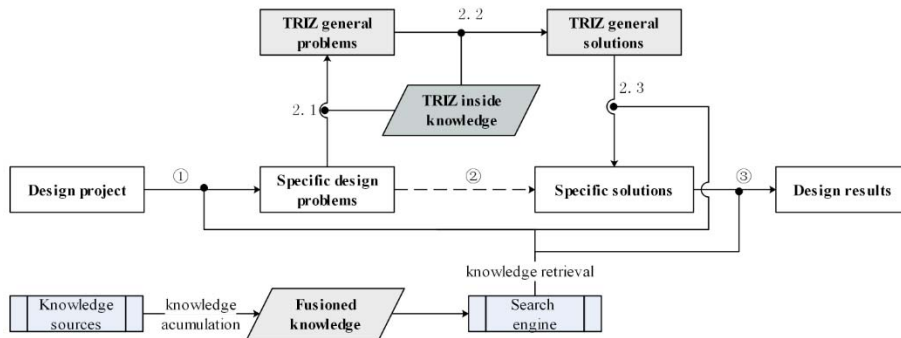 TRIZ general
problems
2.2
TRIZ general
solutions
2.1
TRIZ inside
knowledge
2.3
Design project
①
Specific design
problems
②
Specific solutions
③
Design results
knowledge retrieval
Knowledge
sources
knowledge
acumulation
Fusioned
knowledge
Search
engine